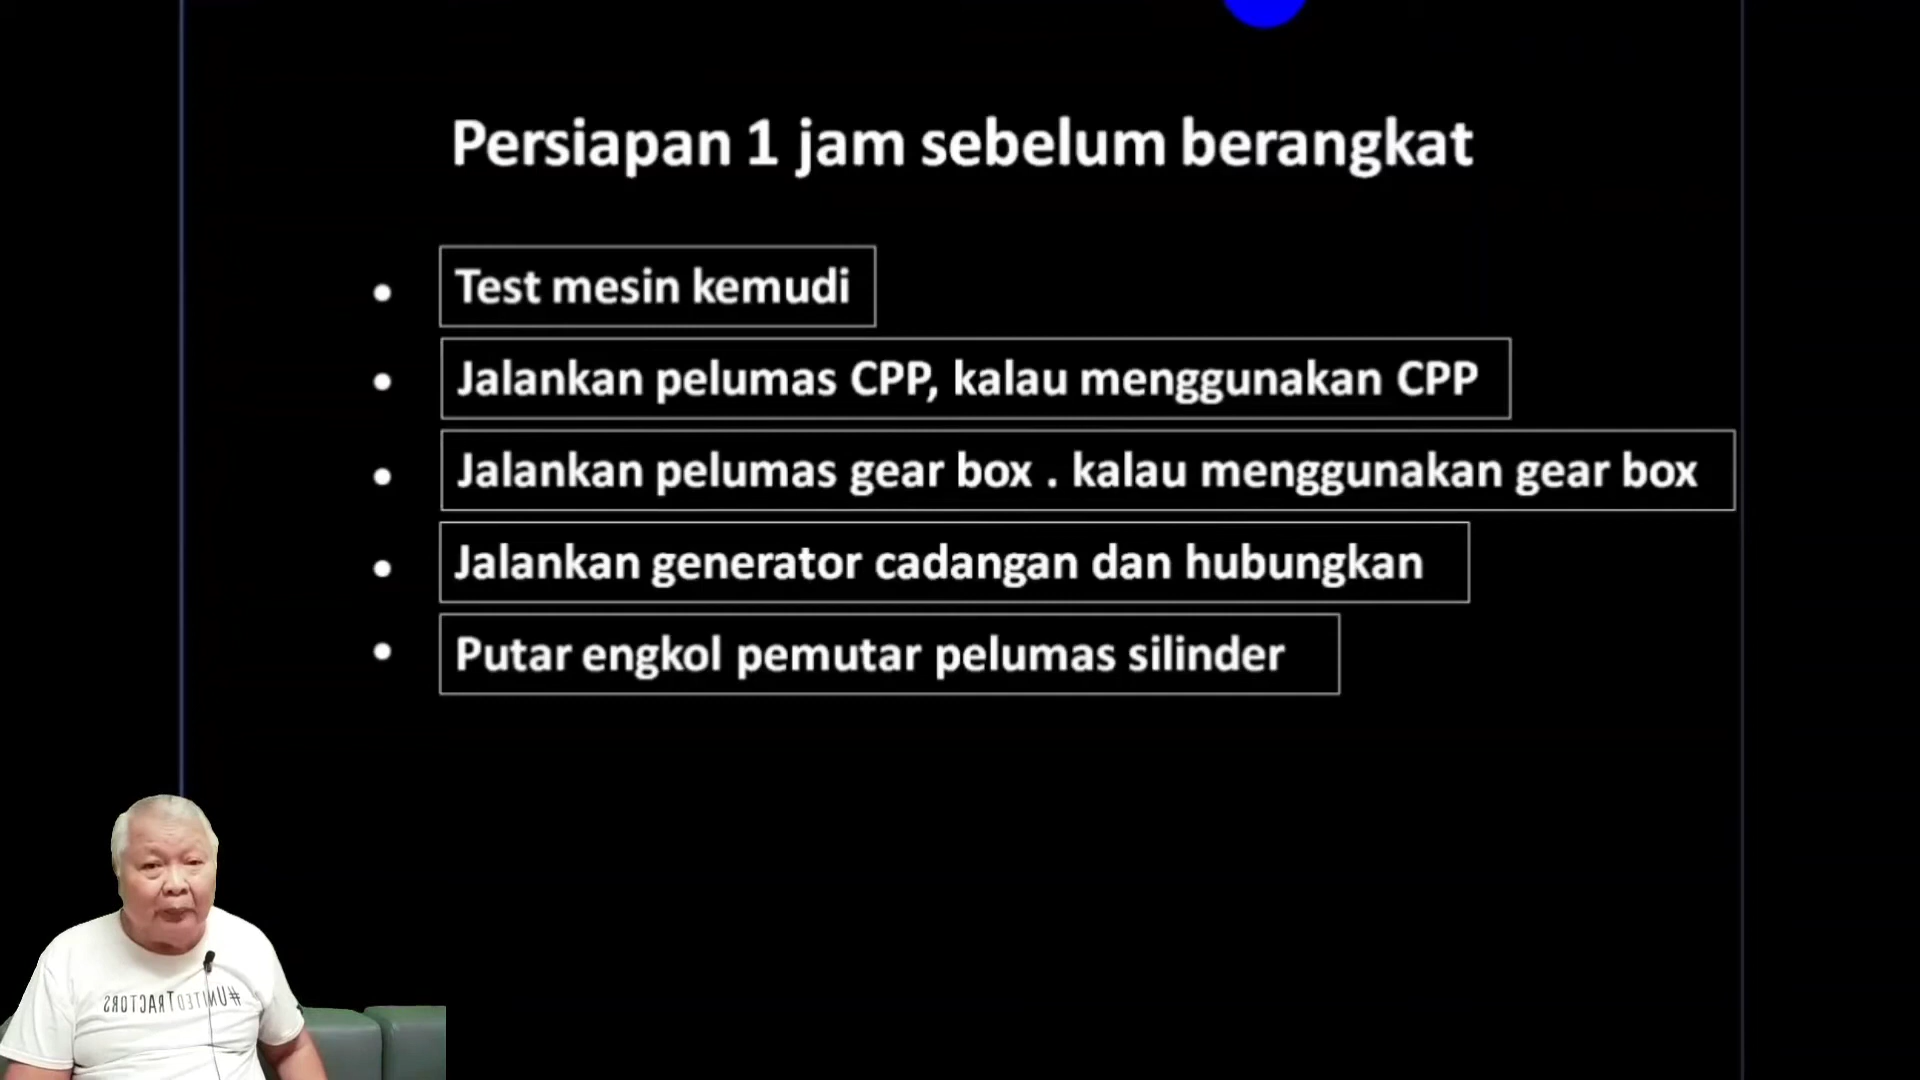 Persiapan 1 jam sebelum berangkat
• Test mesin kemudi
• Jalankan pelumas CPP, kalau menggunakan CPP
• Jalankan pelumas gear box . kalau menggunakan gear box
• Jalankan generator cadangan dan hubungkan
• Putar engkol pemutar pelumas silinder
#UNITEDTRACTORS